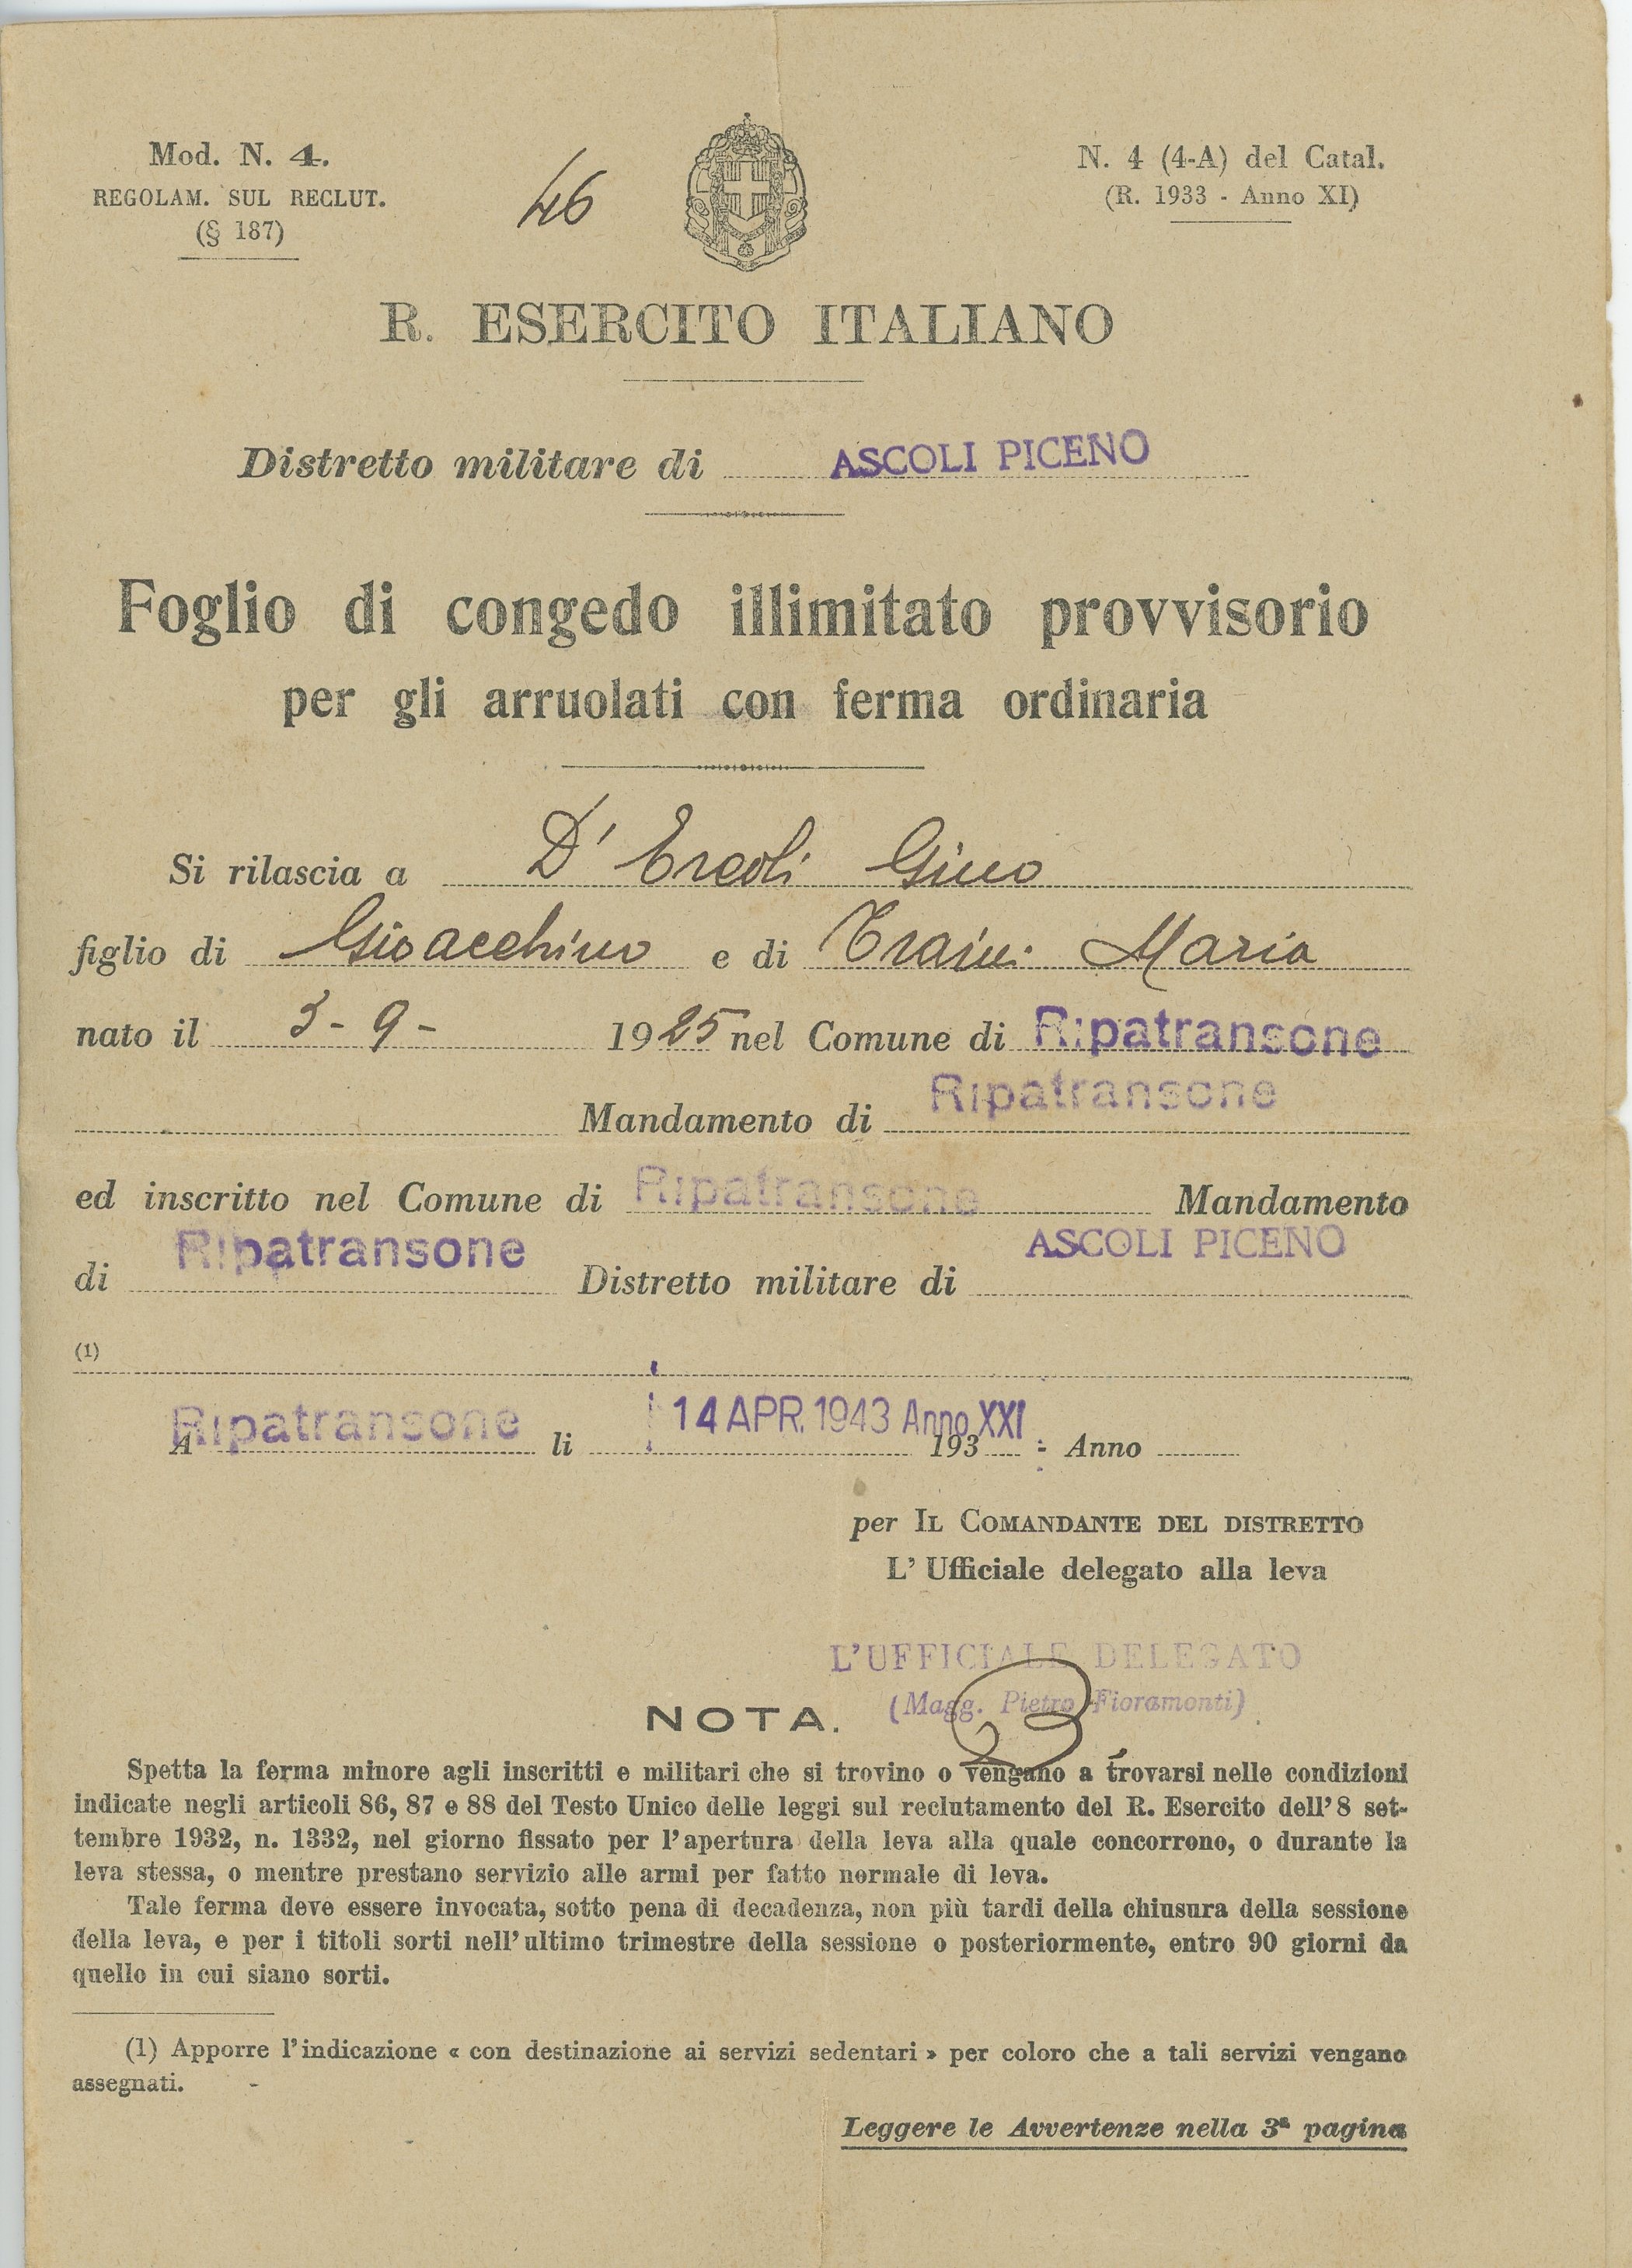 Mod. N. 4.
REGOLAM. SUL RECLUT.
(§ 187)
46
N. 4 (4-A) del Catal.
(R. 1933 - Anno XI)
R. ESERCITO ITALIANO
Distretto militare di ASCOLI PICENO
Foglio di congedo illimitato provvisorio
per gli arruolati con ferma ordinaria
Si rilascia a D'Ercoli Gino
figlio di Gioacchino e di Traini Maria
nato il 3-9- 1925 nel Comune di Ripatransone
Mandamento di Ripatransone
ed inscritto nel Comune di Ripatransone Mandamento
di Ripatransone Distretto militare di ASCOLI PICENO
(1)
A Ripatransone li 14 APR. 1943 Anno XXI 193 Anno
per IL COMANDANTE DEL DISTRETTO
L' Ufficiale delegato alla leva
L'UFFICIALE DELEGATO
(Magg. Pietro Fioramonti)
NOTA.
Spetta la ferma minore agli inscritti e militari che si trovino o vengano a trovarsi nelle condizioni
indicate negli articoli 86, 87 e 88 del Testo Unico delle leggi sul reclutamento del R. Esercito dell'8 set-
tembre 1932, n. 1332, nel giorno fissato per l'apertura della leva alla quale concorrono, o durante la
leva stessa, o mentre prestano servizio alle armi per fatto normale di leva.
Tale ferma deve essere invocata, sotto pena di decadenza, non più tardi della chiusura della sessione
della leva, e per i titoli sorti nell'ultimo trimestre della sessione o posteriormente, entro 90 giorni da
quello in cui siano sorti.
(1) Apporre l'indicazione « con destinazione ai servizi sedentari » per coloro che a tali servizi vengano
assegnati.
Leggere le Avvertenze nella 3ª pagina